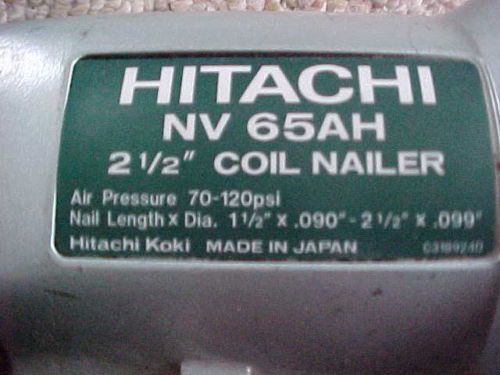 HITACHI
NV 65AH
2 1/2" COIL NAILER
Air Pressure 70-120psi
Nail Length x Dia. 1 1/2" x .090" - 2 1/2" x .099"
Hitachi Koki MADE IN JAPAN